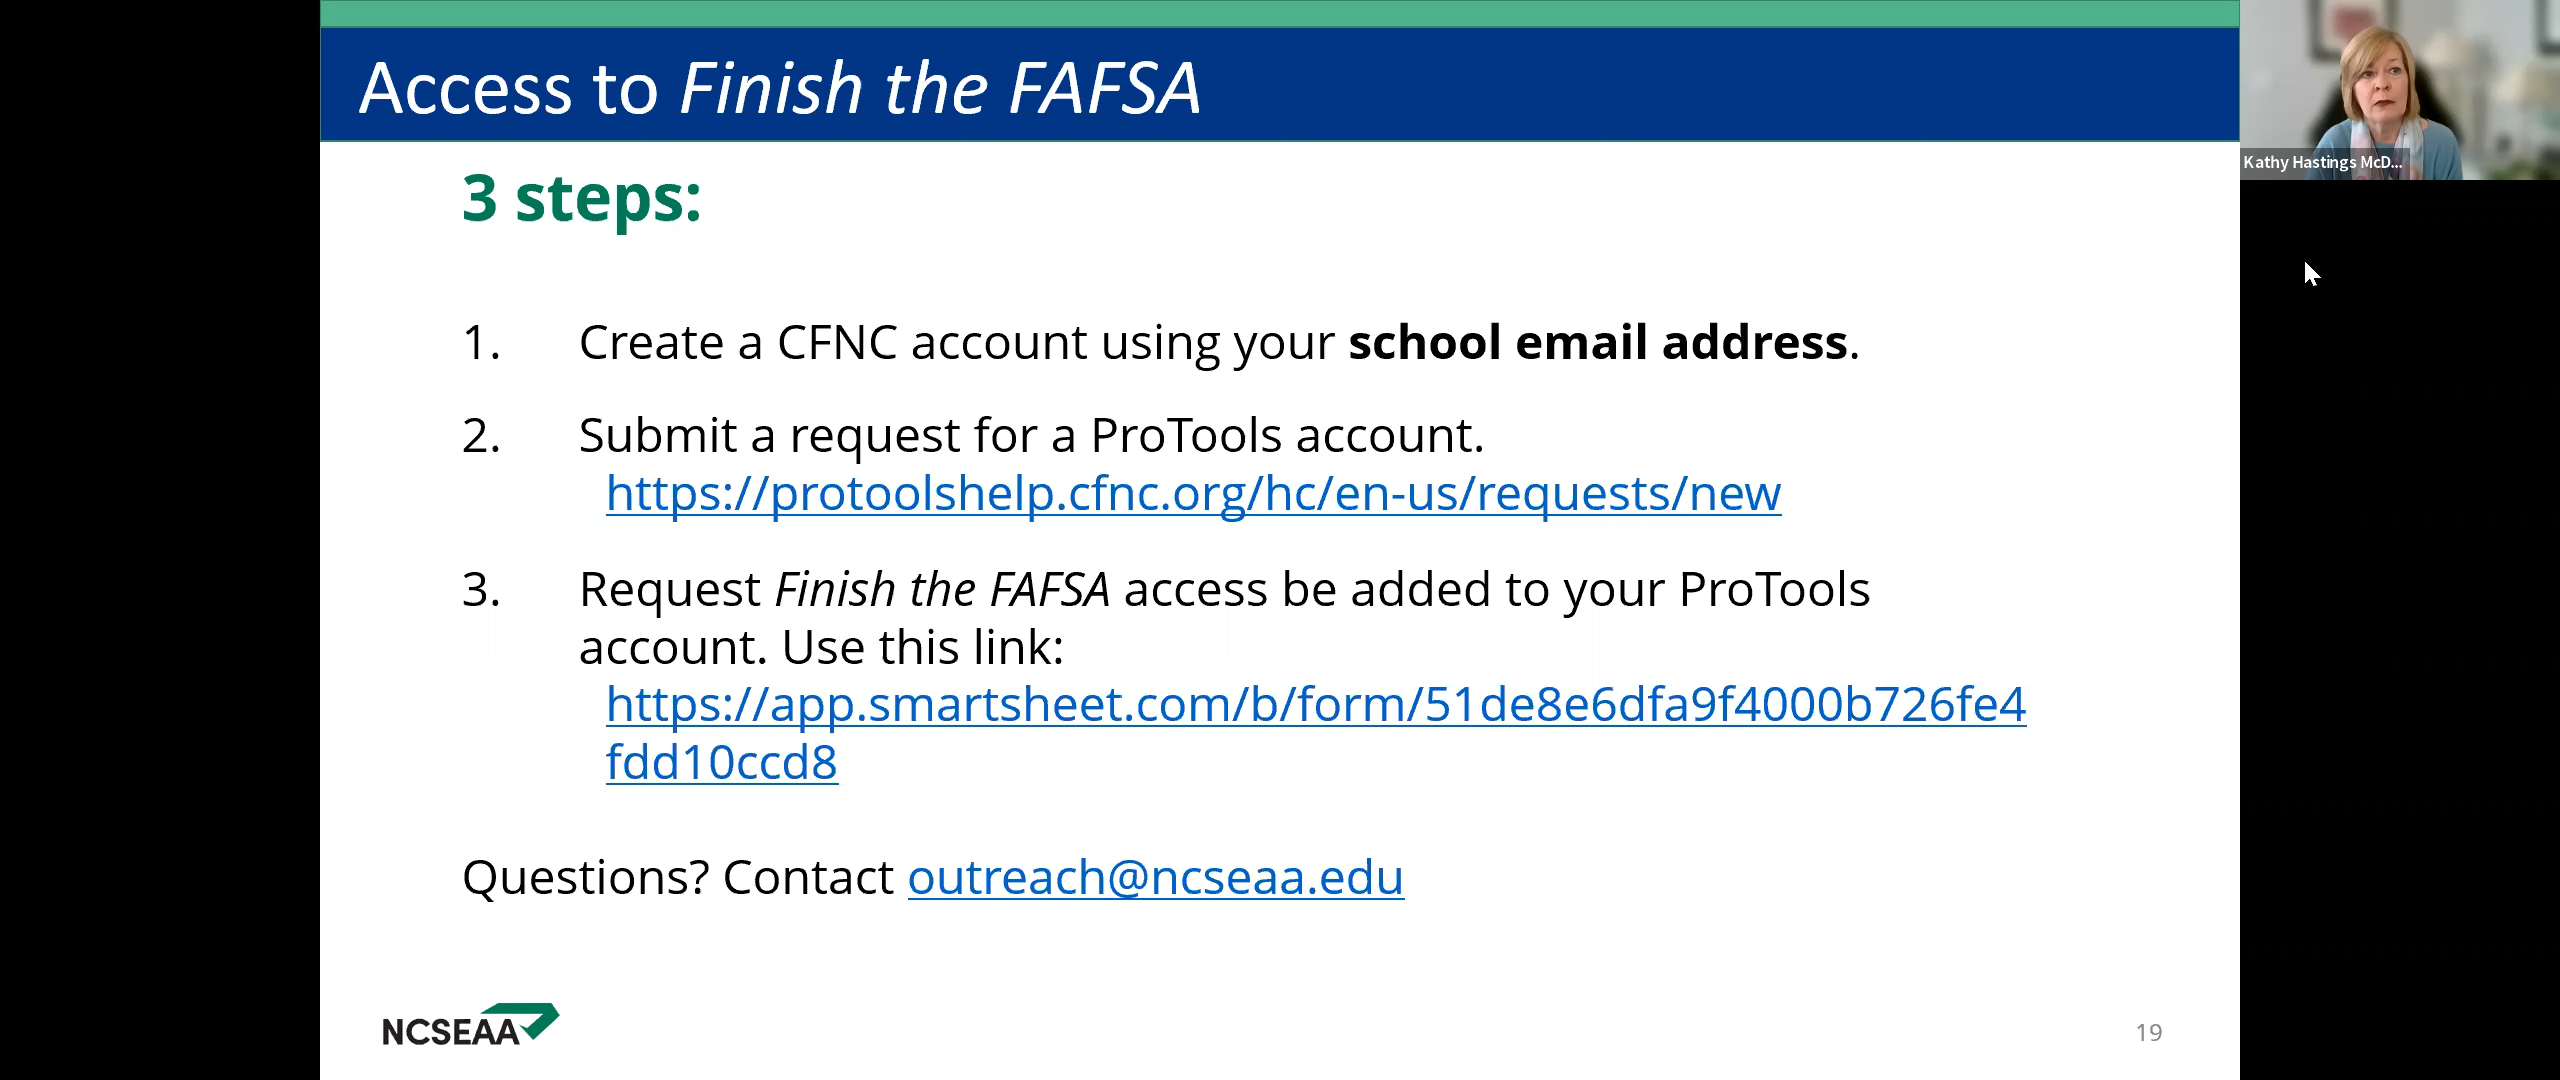 Access to Finish the FAFSA
Kathy Hastings McD...
3 steps:
1. Create a CFNC account using your school email address.
2. Submit a request for a ProTools account.
https://protoolshelp.cfnc.org/hc/en-us/requests/new
3. Request Finish the FAFSA access be added to your ProTools
account. Use this link:
https://app.smartsheet.com/b/form/51de8e6dfa9f4000b726fe4
fdd10ccd8
Questions? Contact outreach@ncseaa.edu
NCSEAA
19